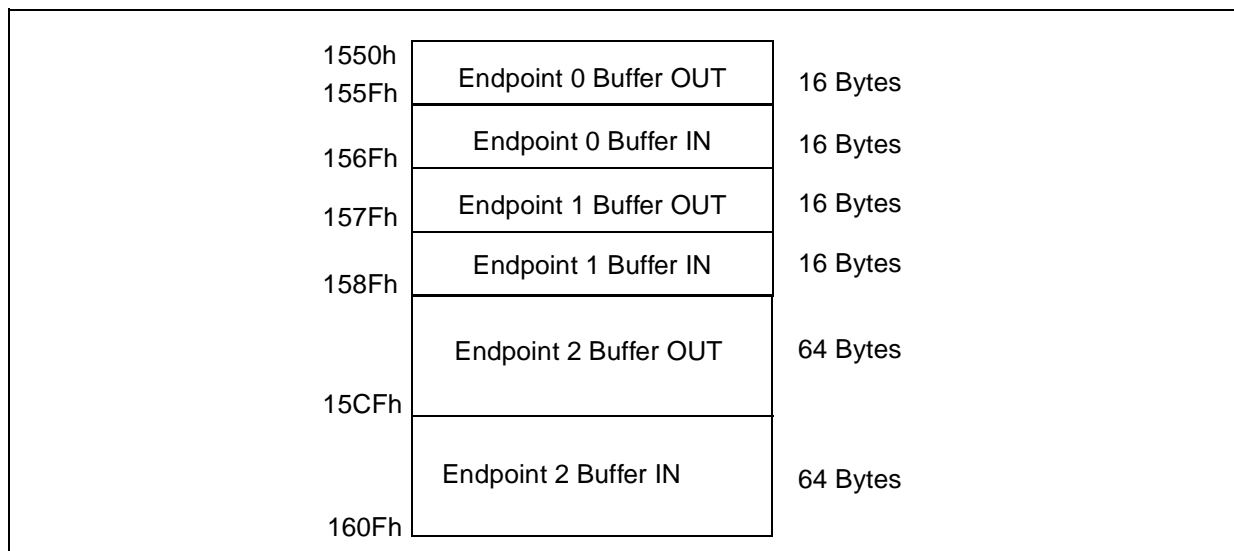 1550h
Endpoint 0 Buffer OUT
16 Bytes
155Fh
Endpoint 0 Buffer IN
16 Bytes
156Fh
Endpoint 1 Buffer OUT
16 Bytes
157Fh
Endpoint 1 Buffer IN
16 Bytes
158Fh
Endpoint 2 Buffer OUT
64 Bytes
15CFh
Endpoint 2 Buffer IN
64 Bytes
160Fh